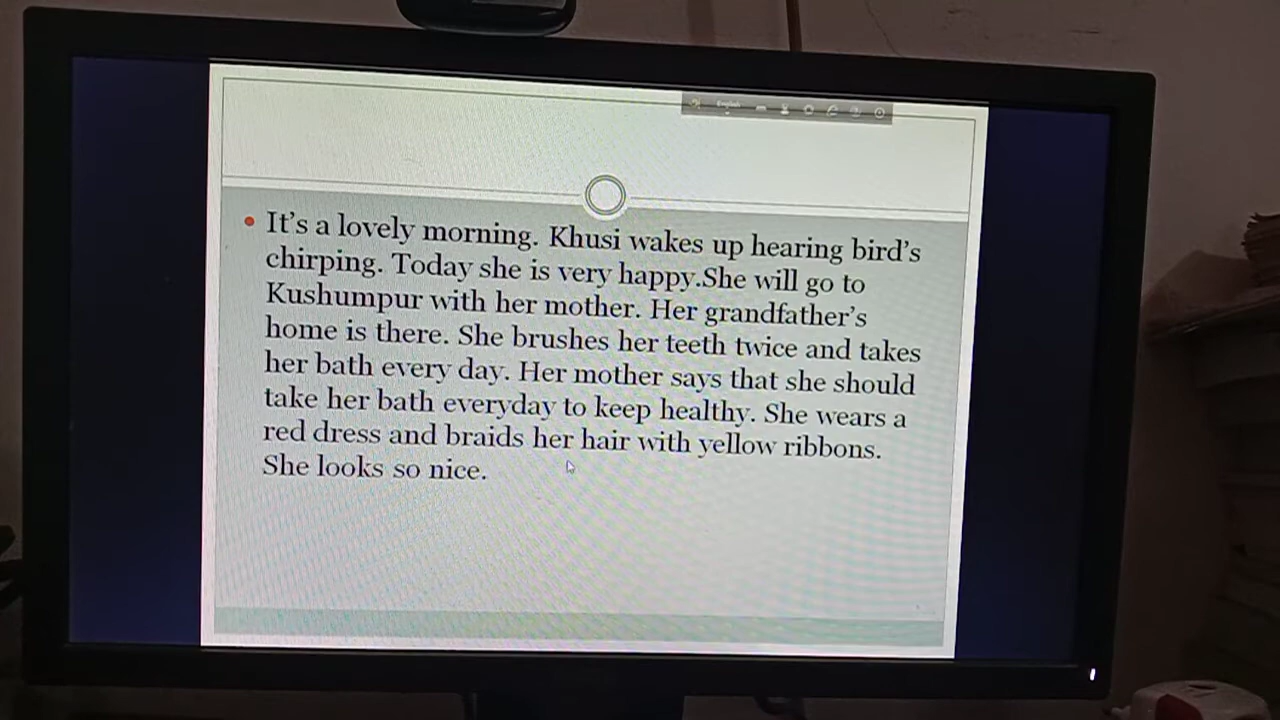 English
It's a lovely morning. Khusi wakes up hearing bird's
chirping. Today she is very happy.She will go to
Kushumpur with her mother. Her grandfather's
home is there. She brushes her teeth twice and takes
her bath every day. Her mother says that she should
take her bath everyday to keep healthy. She wears a
red dress and braids her hair with yellow ribbons.
She looks so nice.